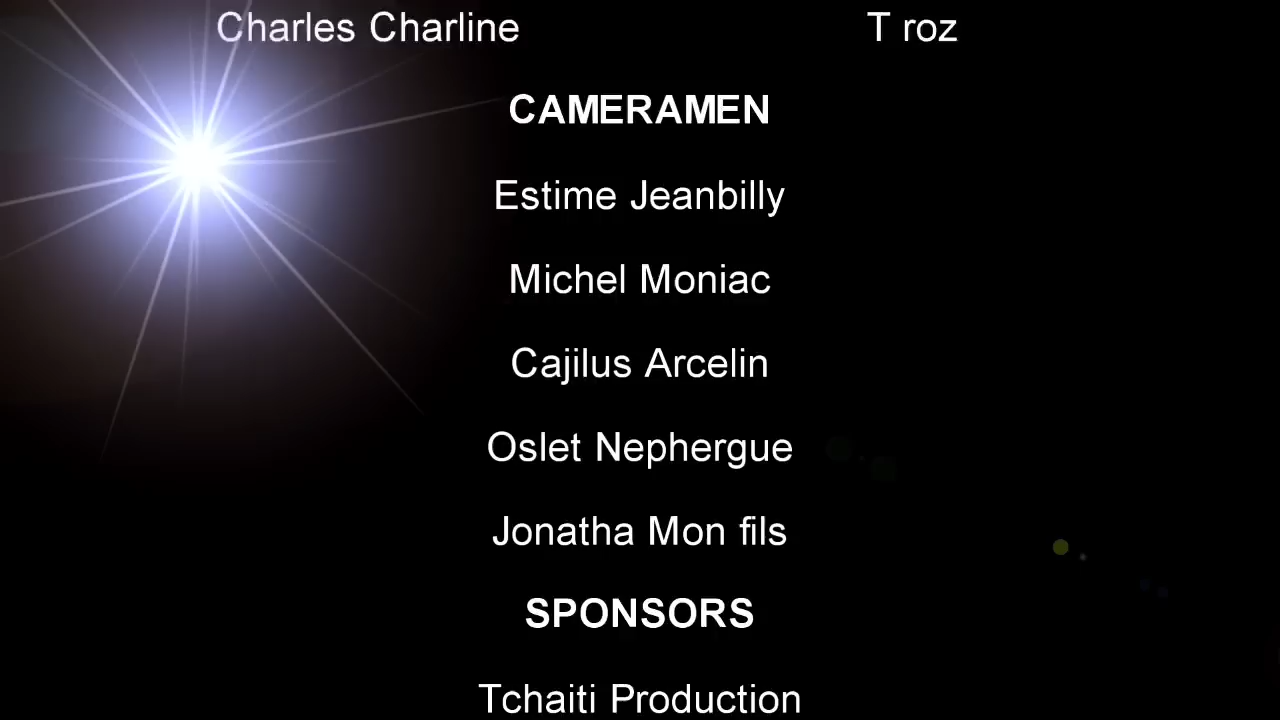 Charles Charline T roz
CAMERAMEN
Estime Jeanbilly
Michel Moniac
Cajilus Arcelin
Oslet Nephergue
Jonatha Mon fils
SPONSORS
Tchaiti Production